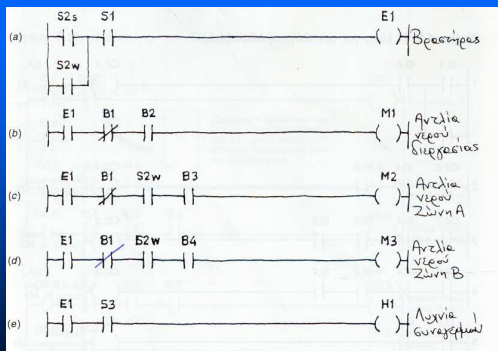 S2s S1 E1
(a) Βραστήρας
S2w
E1 B1 B2 M1
(b) Αντλία
νερού
διεργασίας
E1 B1 S2w B3 M2
(c) Αντλία
νερού
Ζώνη Α
E1 B1 S2w B4 M3
(d) Αντλία
νερού
Ζώνη Β
E1 S3 H1
(e) Λυχνία
συναγερμού